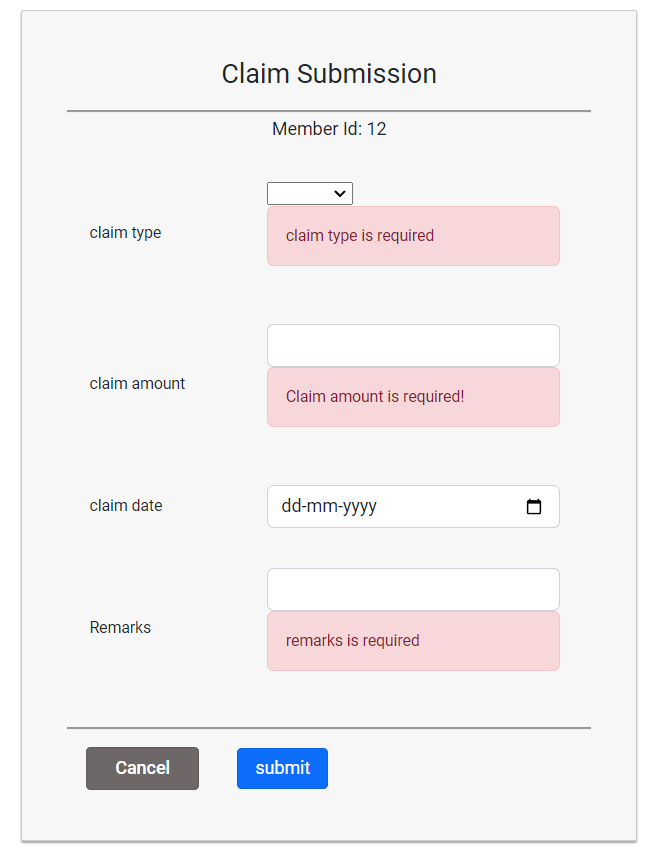 Claim Submission
Member Id: 12
claim type
claim type is required
claim amount
Claim amount is required!
claim date
dd-mm-yyyy
Remarks
remarks is required
Cancel
submit